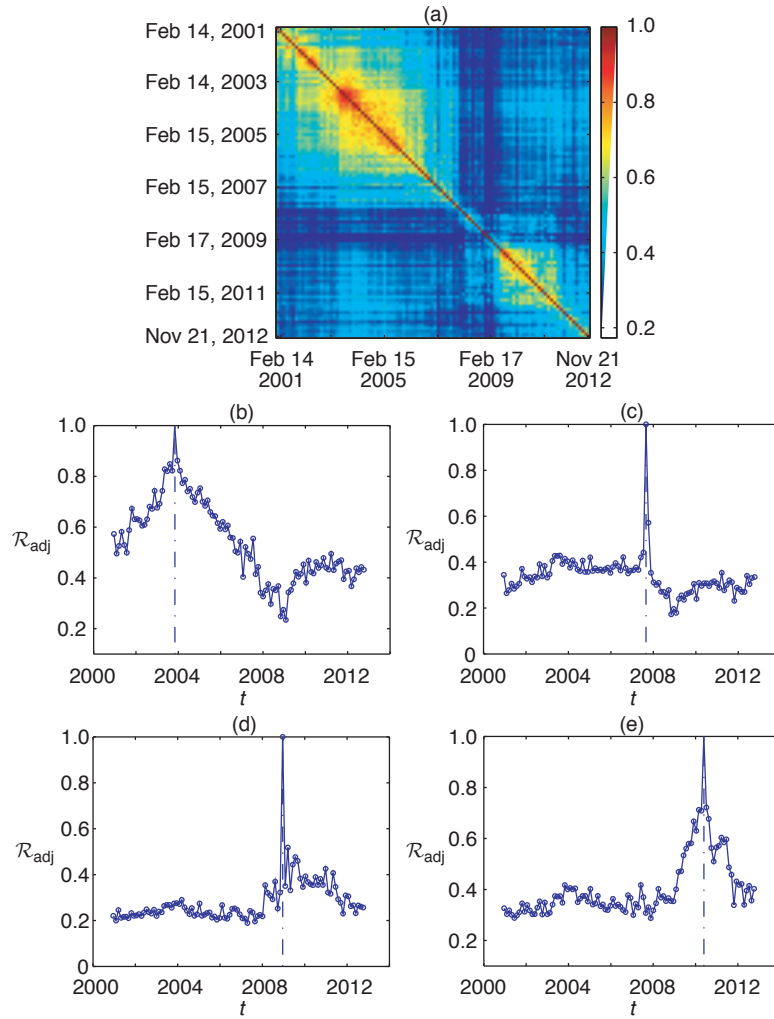 (a)
Feb 14, 2001
Feb 14, 2003
Feb 15, 2005
Feb 15, 2007
Feb 17, 2009
Feb 15, 2011
Nov 21, 2012
Feb 14 Feb 15 Feb 17 Nov 21
2001 2005 2009 2012
1.0
0.8
0.6
0.4
0.2
(b)
1.0
0.8
0.6
0.4
0.2
ℛadj
2000 2004 2008 2012
t
(c)
1.0
0.8
0.6
0.4
0.2
0
ℛadj
2000 2004 2008 2012
t
(d)
1.0
0.8
0.6
0.4
0.2
0
ℛadj
2000 2004 2008 2012
t
(e)
1.0
0.8
0.6
0.4
0.2
ℛadj
2000 2004 2008 2012
t